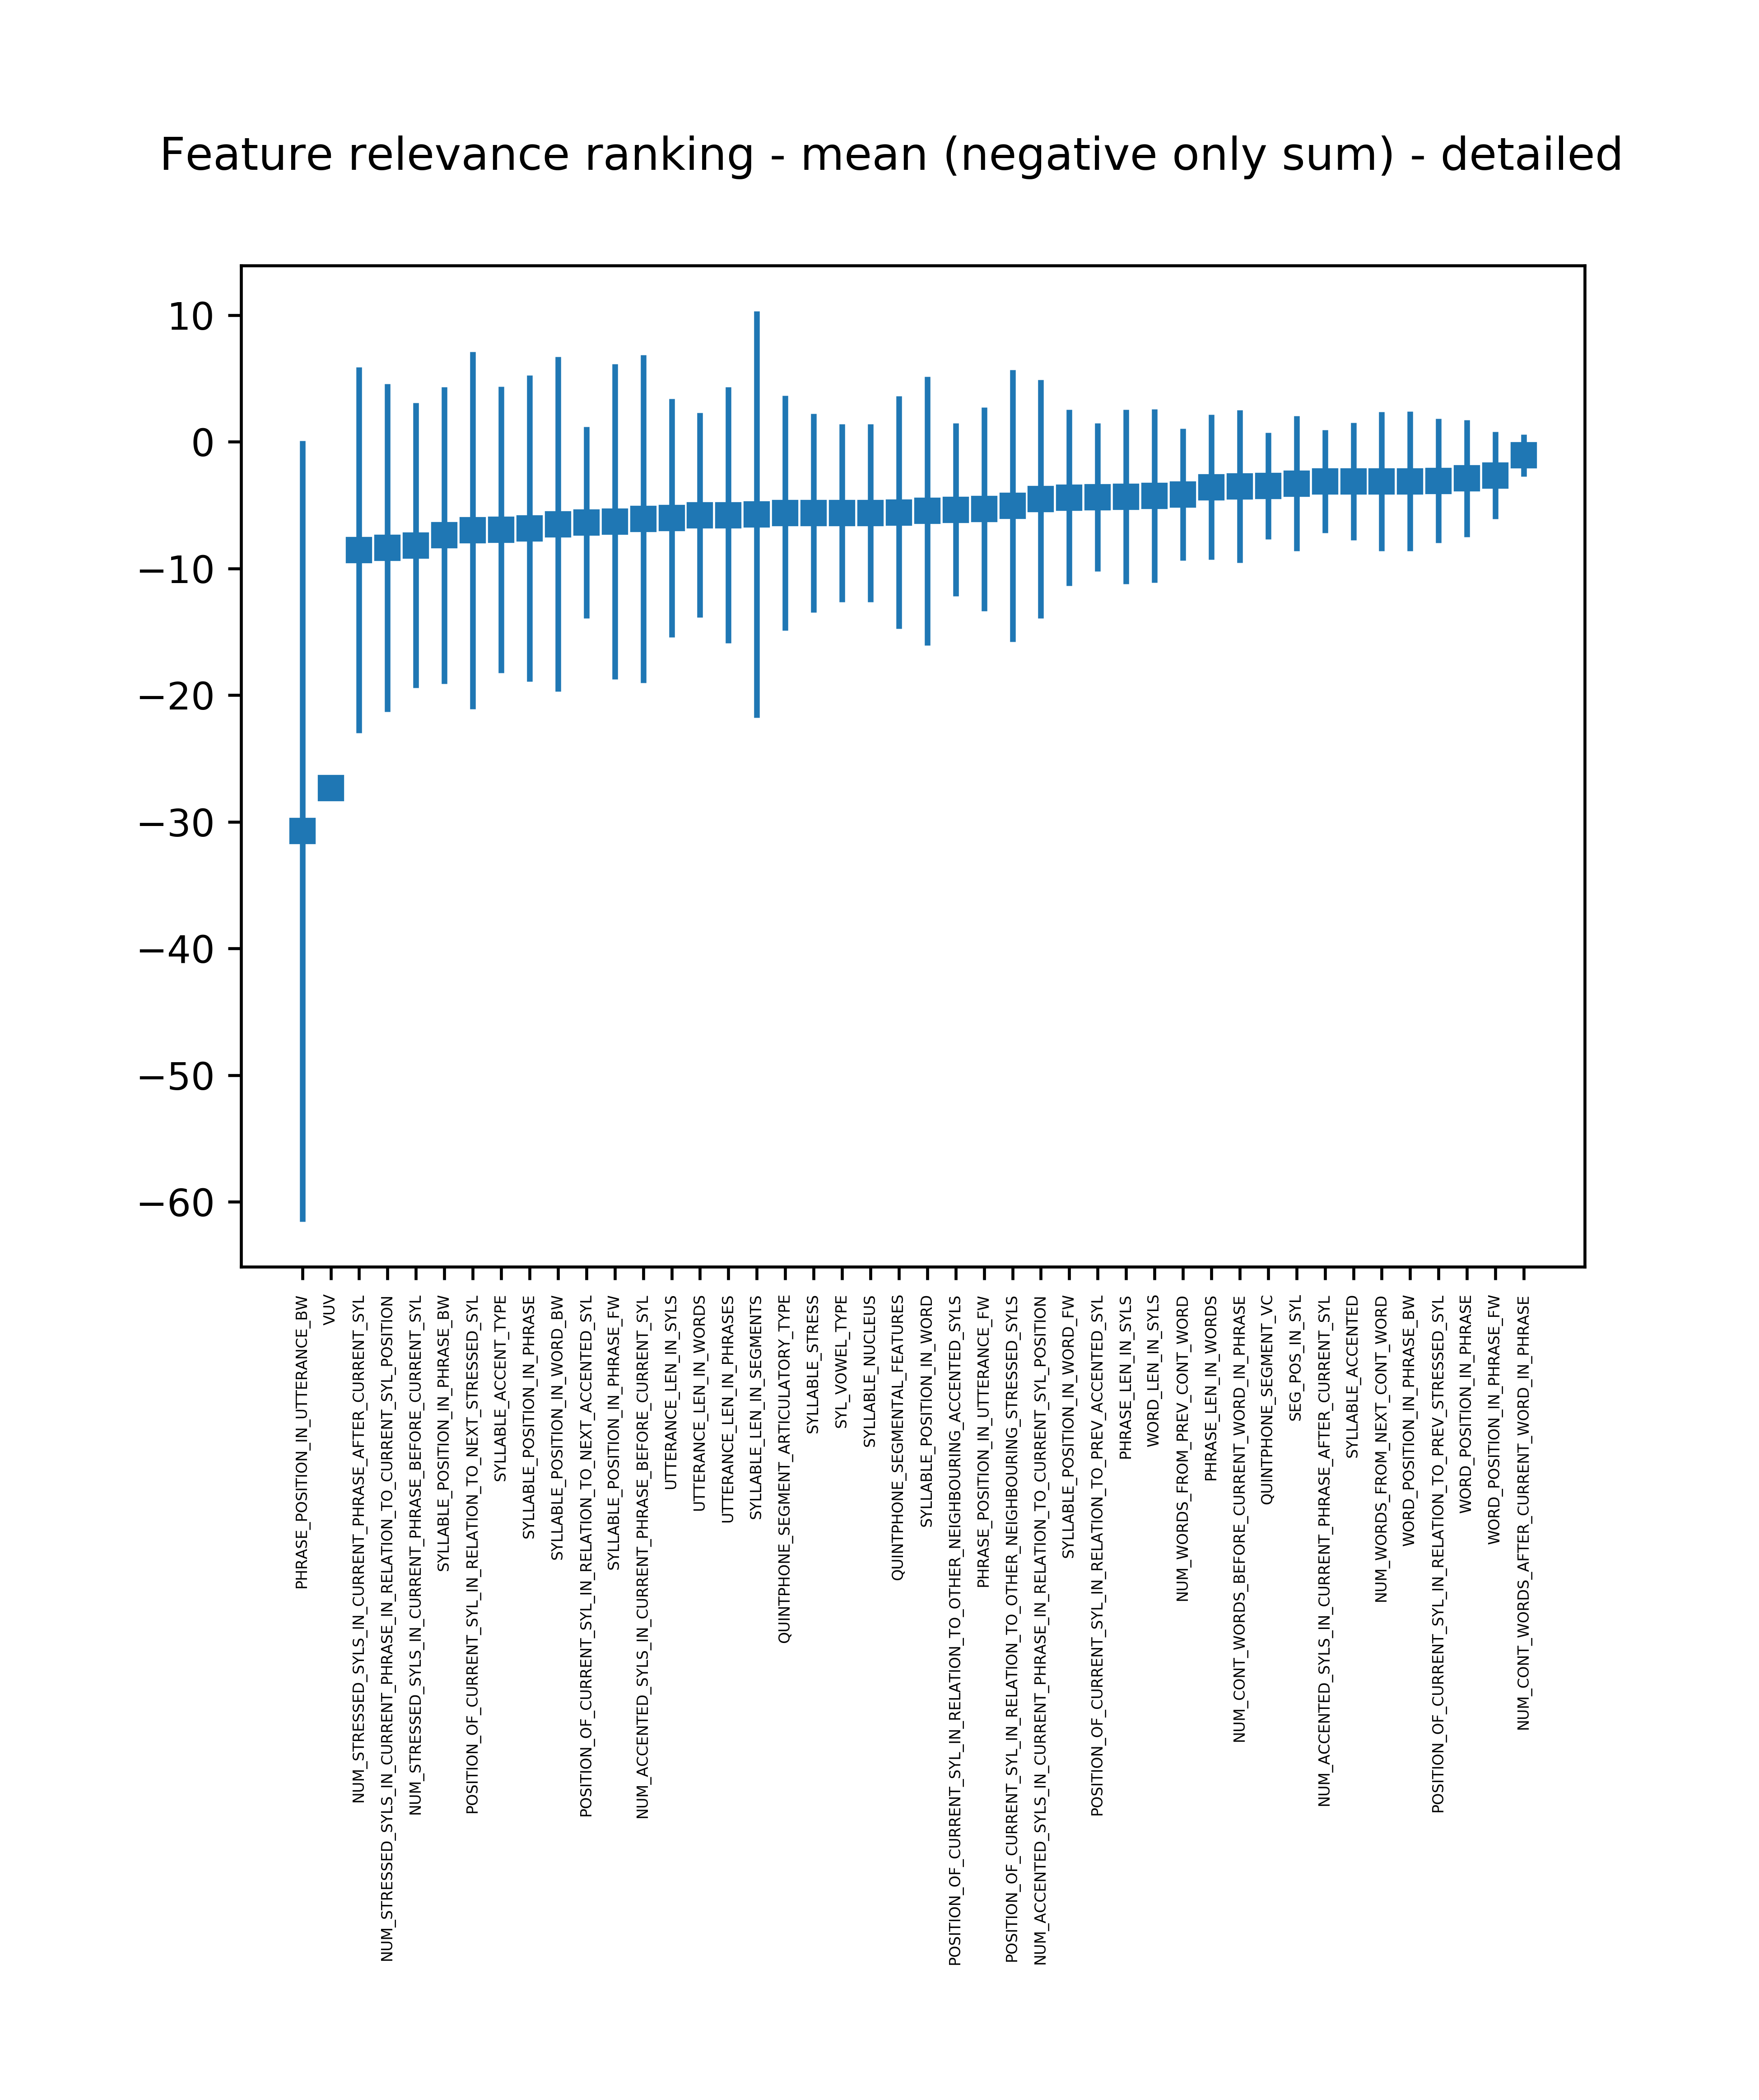 Feature relevance ranking - mean (negative only sum) - detailed
10
0
−10
−20
−30
−40
−50
−60
PHRASE_POSITION_IN_UTTERANCE_BW
VUV
NUM_STRESSED_SYLS_IN_CURRENT_PHRASE_AFTER_CURRENT_SYL
NUM_STRESSED_SYLS_IN_CURRENT_PHRASE_IN_RELATION_TO_CURRENT_SYL_POSITION
NUM_STRESSED_SYLS_IN_CURRENT_PHRASE_BEFORE_CURRENT_SYL
SYLLABLE_POSITION_IN_PHRASE_BW
POSITION_OF_CURRENT_SYL_IN_RELATION_TO_NEXT_STRESSED_SYL
SYLLABLE_ACCENT_TYPE
SYLLABLE_POSITION_IN_PHRASE
SYLLABLE_POSITION_IN_WORD_BW
POSITION_OF_CURRENT_SYL_IN_RELATION_TO_NEXT_ACCENTED_SYL
SYLLABLE_POSITION_IN_PHRASE_FW
NUM_ACCENTED_SYLS_IN_CURRENT_PHRASE_BEFORE_CURRENT_SYL
UTTERANCE_LEN_IN_SYLS
UTTERANCE_LEN_IN_WORDS
UTTERANCE_LEN_IN_PHRASES
SYLLABLE_LEN_IN_SEGMENTS
QUINTPHONE_SEGMENT_ARTICULATORY_TYPE
SYLLABLE_STRESS
SYL_VOWEL_TYPE
SYLLABLE_NUCLEUS
QUINTPHONE_SEGMENTAL_FEATURES
SYLLABLE_POSITION_IN_WORD
POSITION_OF_CURRENT_SYL_IN_RELATION_TO_OTHER_NEIGHBOURING_ACCENTED_SYLS
PHRASE_POSITION_IN_UTTERANCE_FW
POSITION_OF_CURRENT_SYL_IN_RELATION_TO_OTHER_NEIGHBOURING_STRESSED_SYLS
NUM_ACCENTED_SYLS_IN_CURRENT_PHRASE_IN_RELATION_TO_CURRENT_SYL_POSITION
SYLLABLE_POSITION_IN_WORD_FW
POSITION_OF_CURRENT_SYL_IN_RELATION_TO_PREV_ACCENTED_SYL
PHRASE_LEN_IN_SYLS
WORD_LEN_IN_SYLS
NUM_WORDS_FROM_PREV_CONT_WORD
PHRASE_LEN_IN_WORDS
NUM_CONT_WORDS_BEFORE_CURRENT_WORD_IN_PHRASE
QUINTPHONE_SEGMENT_VC
SEG_POS_IN_SYL
NUM_ACCENTED_SYLS_IN_CURRENT_PHRASE_AFTER_CURRENT_SYL
SYLLABLE_ACCENTED
NUM_WORDS_FROM_NEXT_CONT_WORD
WORD_POSITION_IN_PHRASE_BW
POSITION_OF_CURRENT_SYL_IN_RELATION_TO_PREV_STRESSED_SYL
WORD_POSITION_IN_PHRASE
WORD_POSITION_IN_PHRASE_FW
NUM_CONT_WORDS_AFTER_CURRENT_WORD_IN_PHRASE